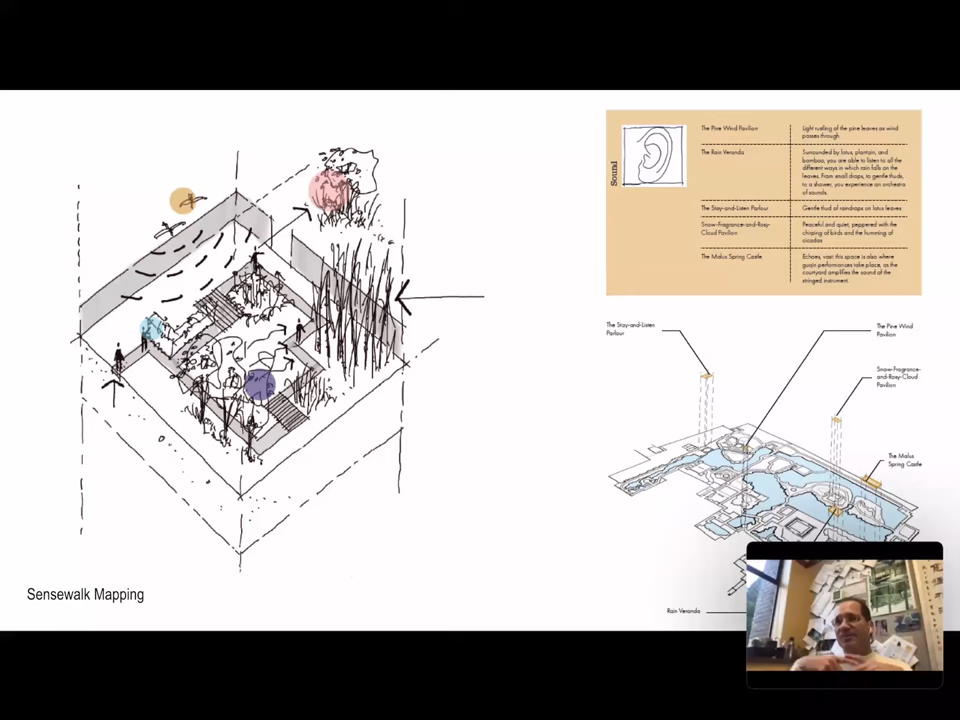 Sound
The Pine Wind Pavilion
Light rustling of the pine leaves as wind
passes through
The Rain Veranda
Surrounded by lotus, plantain, and
bamboo, you are able to listen to all the
different ways in which rain falls on the
leaves. From small drops, to gentle thuds,
to a shower, you experience an orchestra
of sounds.
The Stay-and-Listen Parlour
Gentle thud of raindrops on lotus leaves
Snow-Fragrance-and-Rosy-
Cloud Pavilion
Peaceful and quiet, peppered with the
chirping of birds and the humming of
cicadas
The Malus Spring Castle
Echoes, vast this space is also where
guqin performances take place, as the
courtyard amplifies the sound of the
stringed instrument.
The Stay-and-Listen
Parlour
The Pine Wind
Pavilion
Snow-Fragrance-
and-Rosy-Cloud
Pavilion
The Malus
Spring Castle
Rain Veranda
Sensewalk Mapping